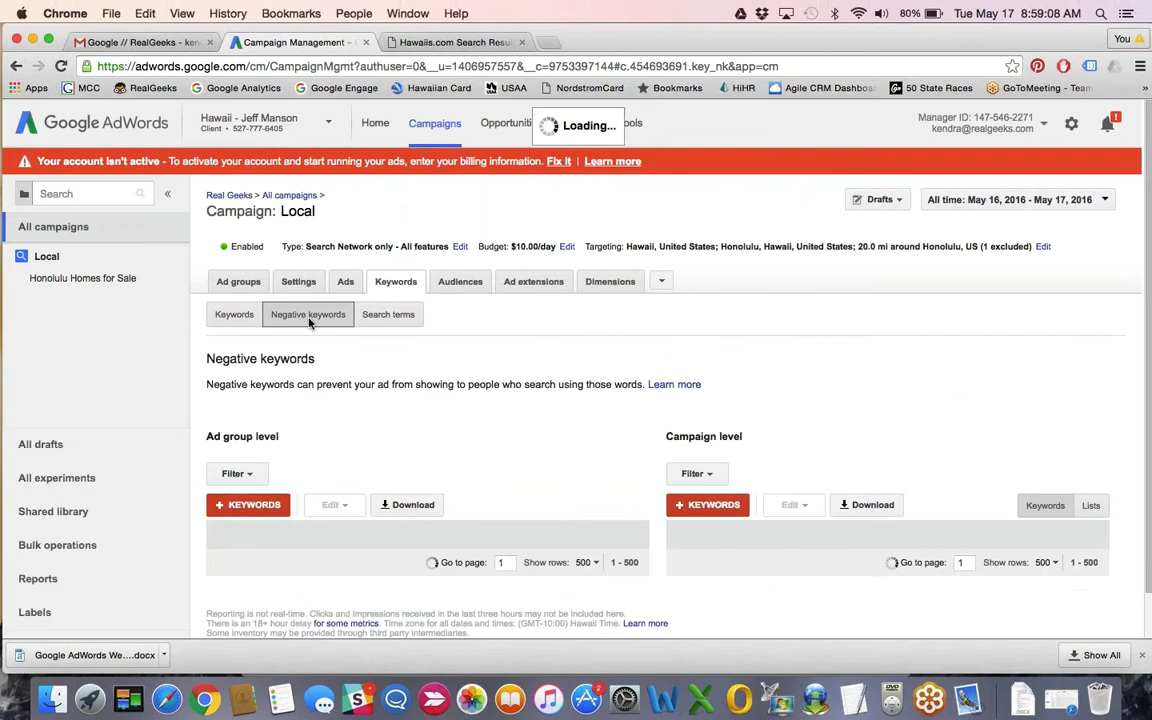 Chrome File Edit View History Bookmarks People Window Help 80% Tue May 17 8:59:08 AM
Google // RealGeeks - ken × Campaign Management – × Hawaiis.com Search Resul × You
https://adwords.google.com/cm/CampaignMgmt?authuser=0&__u=1406957557&__c=9753397144#c.454693691.key_nk&app=cm
Apps MCC RealGeeks Google Analytics Google Engage Hawaiian Card USAA NordstromCard Bookmarks HiHR Agile CRM Dashboa 50 State Races GoToMeeting - Team »
Google AdWords
Hawaii - Jeff Manson
Client • 527-777-6405
Home Campaigns Opportuniti Loading... ools
Manager ID: 147-546-2271
kendra@realgeeks.com
!
Your account isn't active - To activate your account and start running your ads, enter your billing information. Fix it | Learn more
Search «
All campaigns
Local
Honolulu Homes for Sale
All drafts
All experiments
Shared library
Bulk operations
Reports
Labels
Real Geeks > All campaigns >
Campaign: Local
Drafts All time: May 16, 2016 - May 17, 2016
Enabled Type: Search Network only - All features Edit Budget: $10.00/day Edit Targeting: Hawaii, United States; Honolulu, Hawaii, United States; 20.0 mi around Honolulu, US (1 excluded) Edit
Ad groups Settings Ads Keywords Audiences Ad extensions Dimensions
Keywords Negative keywords Search terms
Negative keywords
Negative keywords can prevent your ad from showing to people who search using those words. Learn more
Ad group level
Filter
+ KEYWORDS Edit Download
Go to page: 1 Show rows: 500 1 - 500
Campaign level
Filter
+ KEYWORDS Edit Download Keywords Lists
Go to page: 1 Show rows: 500 1 - 500
Reporting is not real-time. Clicks and impressions received in the last three hours may not be included here.
There is an 18+ hour delay for some metrics. Time zone for all dates and times: (GMT-10:00) Hawaii Time. Learn more
Some inventory may be provided through third party intermediaries.
Google AdWords We....docx Show All ×
2